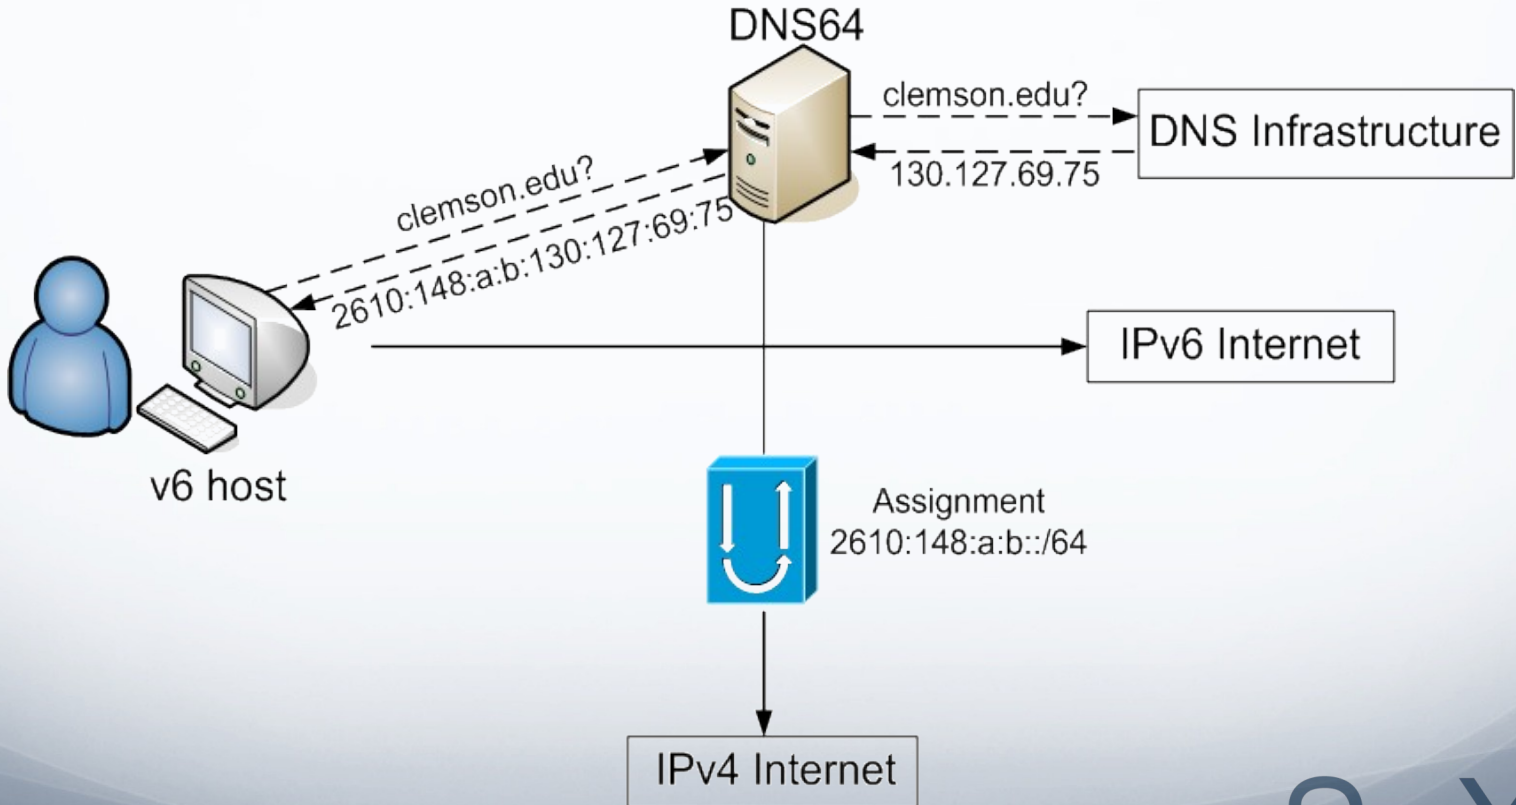 DNS64
clemson.edu?
DNS Infrastructure
130.127.69.75
clemson.edu?
2610:148:a:b:130:127:69:75
IPv6 Internet
v6 host
Assignment
2610:148:a:b::/64
IPv4 Internet